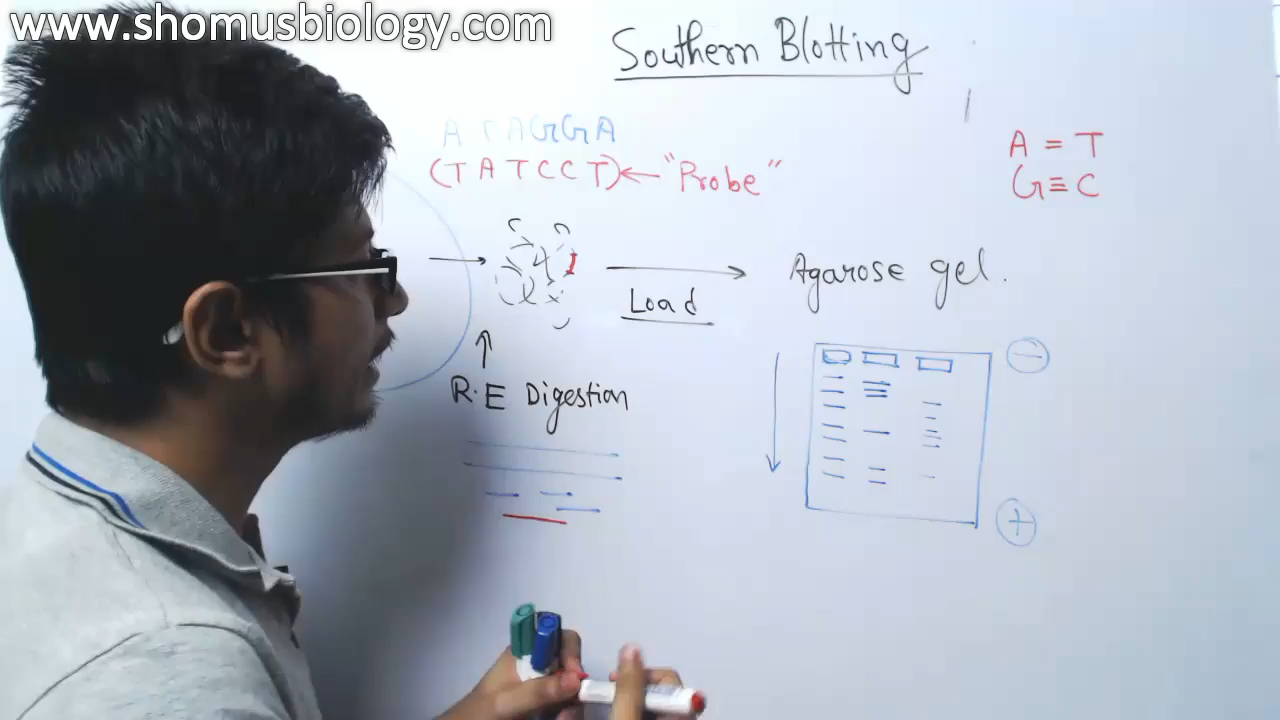 www.shomusbiology.com
Southern Blotting
A T A G G A
(T A T C C T) ← "Probe"
A = T
G ≡ C
Load
Agarose gel.
R.E Digestion
−
+